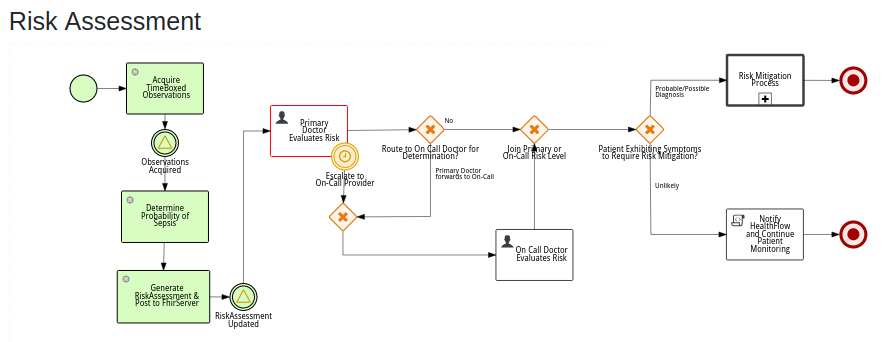 Risk Assessment
Acquire
TimeBoxed
Observations
Observations
Acquired
Determine
Probability of
Sepsis
Generate
RiskAssessment &
Post to FhirServer
RiskAssessment
Updated
Primary
Doctor
Evaluates Risk
Escalate to
On-Call Provider
No
Route to On Call Doctor for
Determination?
Primary Doctor
forwards to On-Call
On Call Doctor
Evaluates Risk
Join Primary or
On-Call Risk Level
Patient Exhibiting Symptoms
to Require Risk Mitigation?
Probable/Possible
Diagnosis
Unlikely
Risk Mitigation
Process
Notify
HealthFlow
and Continue
Patient
Monitoring